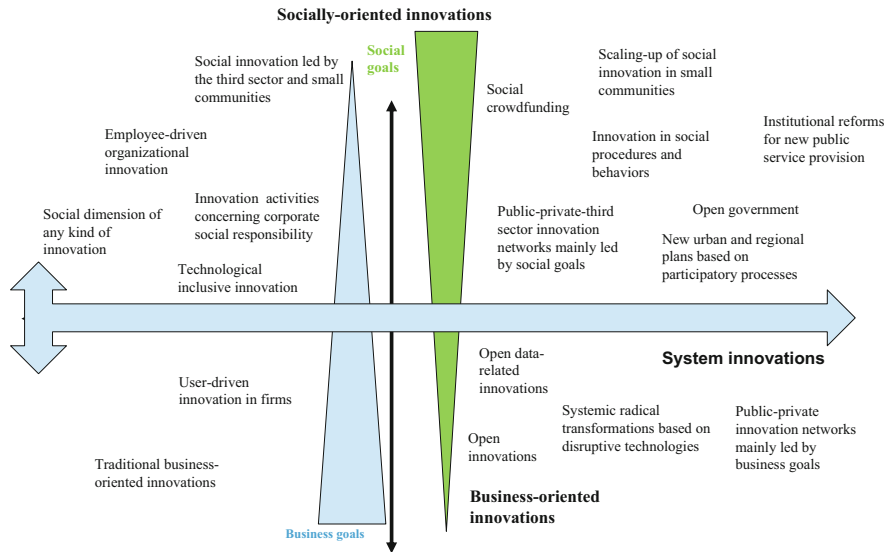 Socially-oriented innovations
Social innovation led by
the third sector and small
communities
Social
goals
Scaling-up of social
innovation in small
communities
Social
crowdfunding
Institutional reforms
for new public
service provision
Employee-driven
organizational
innovation
Innovation in social
procedures and
behaviors
Innovation activities
concerning corporate
social responsibility
Social dimension of
any kind of
innovation
Public-private-third
sector innovation
networks mainly led
by social goals
Open government
New urban and regional
plans based on
participatory processes
Technological
inclusive innovation
System innovations
Open data-
related
innovations
User-driven
innovation in firms
Systemic radical
transformations based on
disruptive technologies
Public-private
innovation networks
mainly led by
business goals
Open
innovations
Traditional business-
oriented innovations
Business-oriented
innovations
Business goals